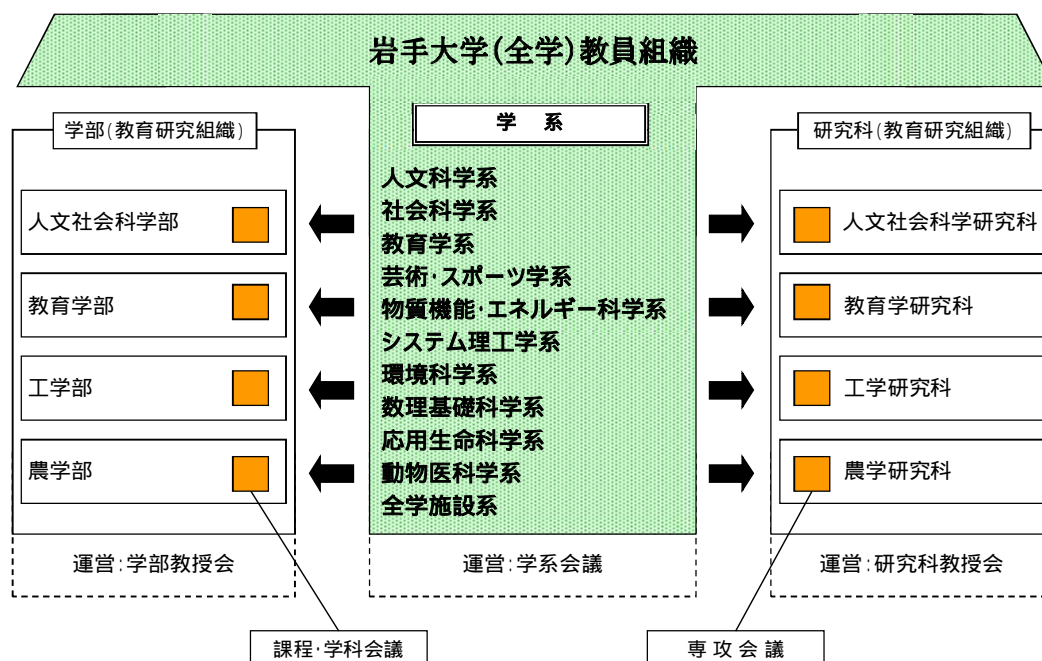 岩手大学(全学)教員組織
学 系
学部(教育研究組織)
人文社会科学部
教育学部
工学部
農学部
運営:学部教授会
課程・学科会議
人文科学系
社会科学系
教育学系
芸術・スポーツ学系
物質機能・エネルギー科学系
システム理工学系
環境科学系
数理基礎科学系
応用生命科学系
動物医科学系
全学施設系
運営:学系会議
研究科(教育研究組織)
人文社会科学研究科
教育学研究科
工学研究科
農学研究科
運営:研究科教授会
専 攻 会 議